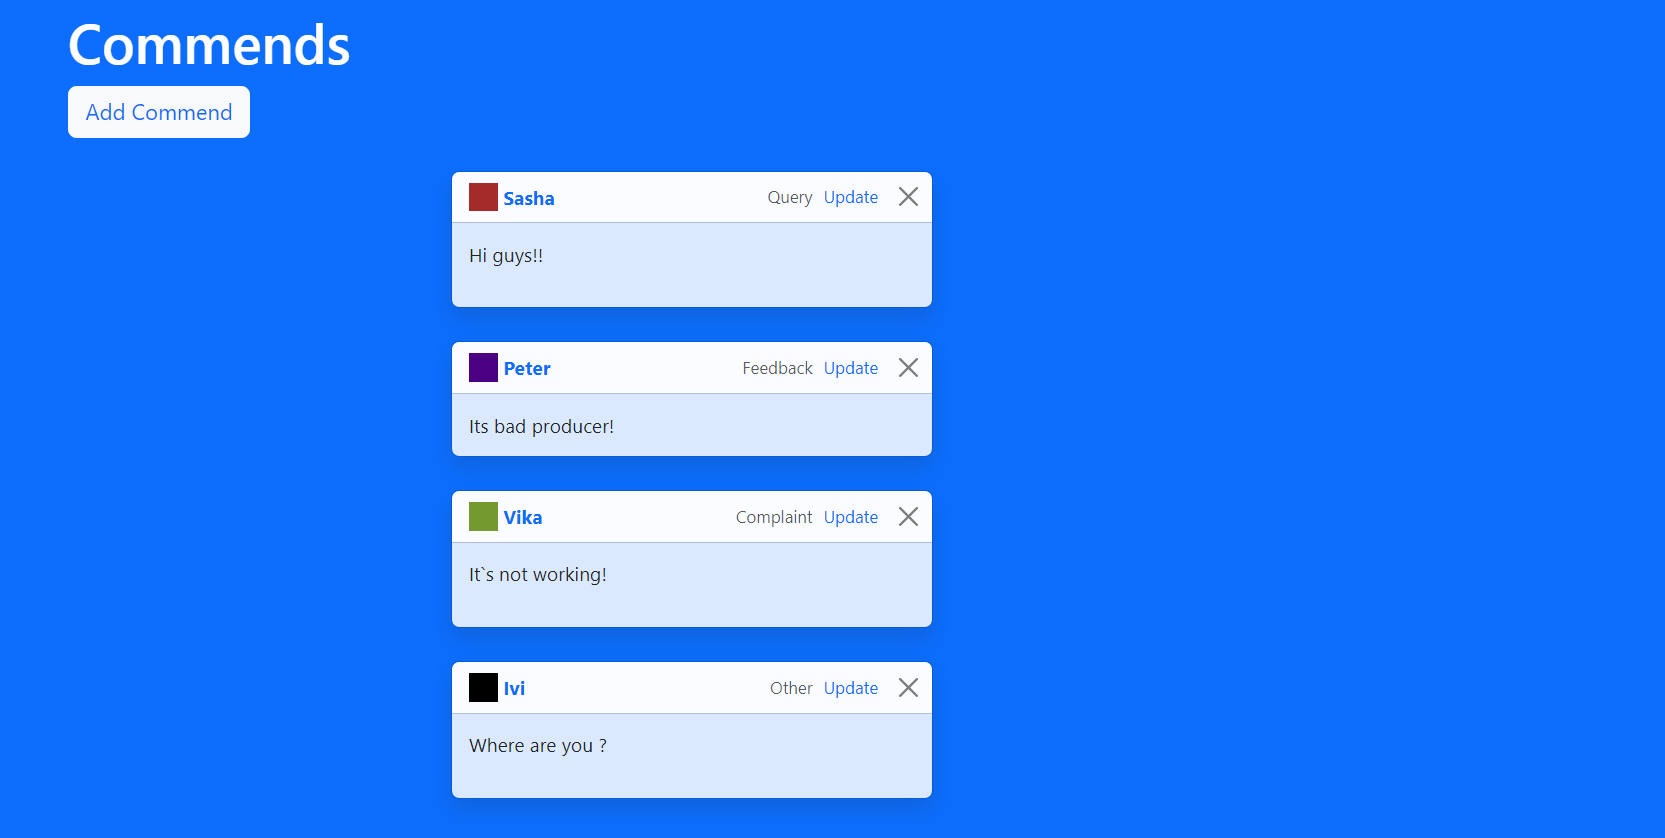 Commends
Add Commend
Sasha Query Update
Hi guys!!
Peter Feedback Update
Its bad producer!
Vika Complaint Update
It`s not working!
Ivi Other Update
Where are you ?